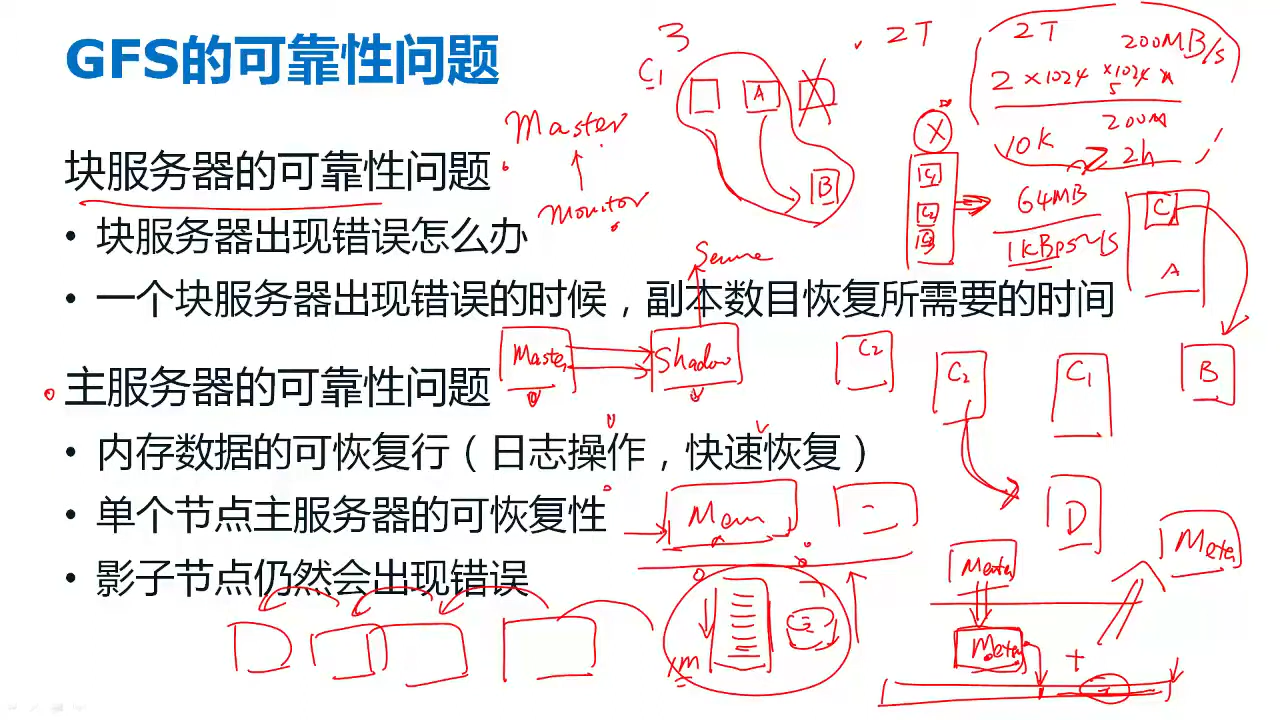 GFS的可靠性问题
3
2T
2T
200MB/s
C1
A
2 × 1024 × 1024 ×
5
Master
X
200M
10K
2h
块服务器的可靠性问题
C1
B
64MB
C
Monitor
C2
1KBps~/s
• 块服务器出现错误怎么办
A
• 一个块服务器出现错误的时候，副本数目恢复所需要的时间
Master
Shadow
C2
C2
C1
B
主服务器的可靠性问题
• 内存数据的可恢复行（日志操作，快速恢复）
• 单个节点主服务器的可恢复性
Mem
D
Meta
Meta
• 影子节点仍然会出现错误
Meta
+